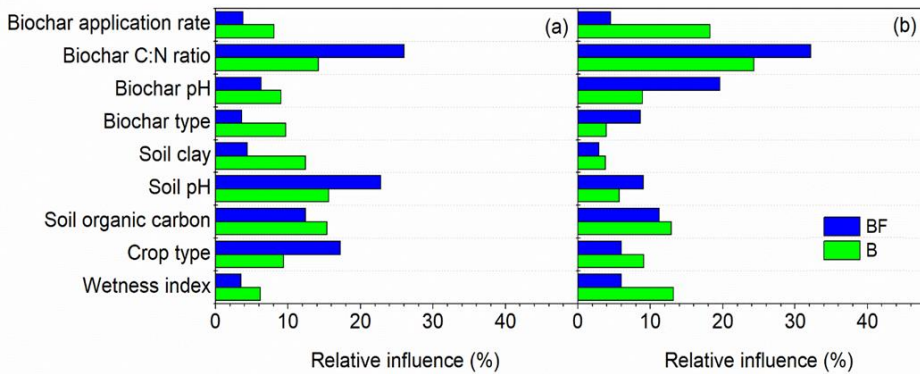 Biochar application rate
Biochar C:N ratio
Biochar pH
Biochar type
Soil clay
Soil pH
Soil organic carbon
Crop type
Wetness index
(a)
(b)
BF
B
0 10 20 30 40 0 10 20 30 40
Relative influence (%) Relative influence (%)